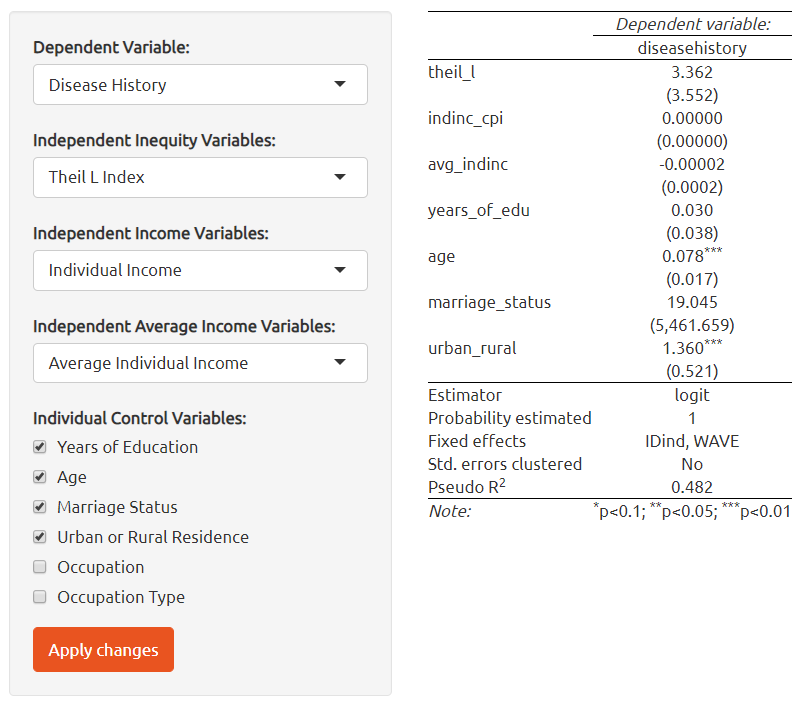 Dependent Variable:
Disease History
Independent Inequity Variables:
Theil L Index
Independent Income Variables:
Individual Income
Independent Average Income Variables:
Average Individual Income
Individual Control Variables:
Years of Education
Age
Marriage Status
Urban or Rural Residence
Occupation
Occupation Type
Apply changes
Dependent variable:
diseasehistory
theil_l 3.362
(3.552)
indinc_cpi 0.00000
(0.00000)
avg_indinc -0.00002
(0.0002)
years_of_edu 0.030
(0.038)
age 0.078***
(0.017)
marriage_status 19.045
(5,461.659)
urban_rural 1.360***
(0.521)
Estimator logit
Probability estimated 1
Fixed effects IDind, WAVE
Std. errors clustered No
Pseudo R2 0.482
Note: *p<0.1; **p<0.05; ***p<0.01